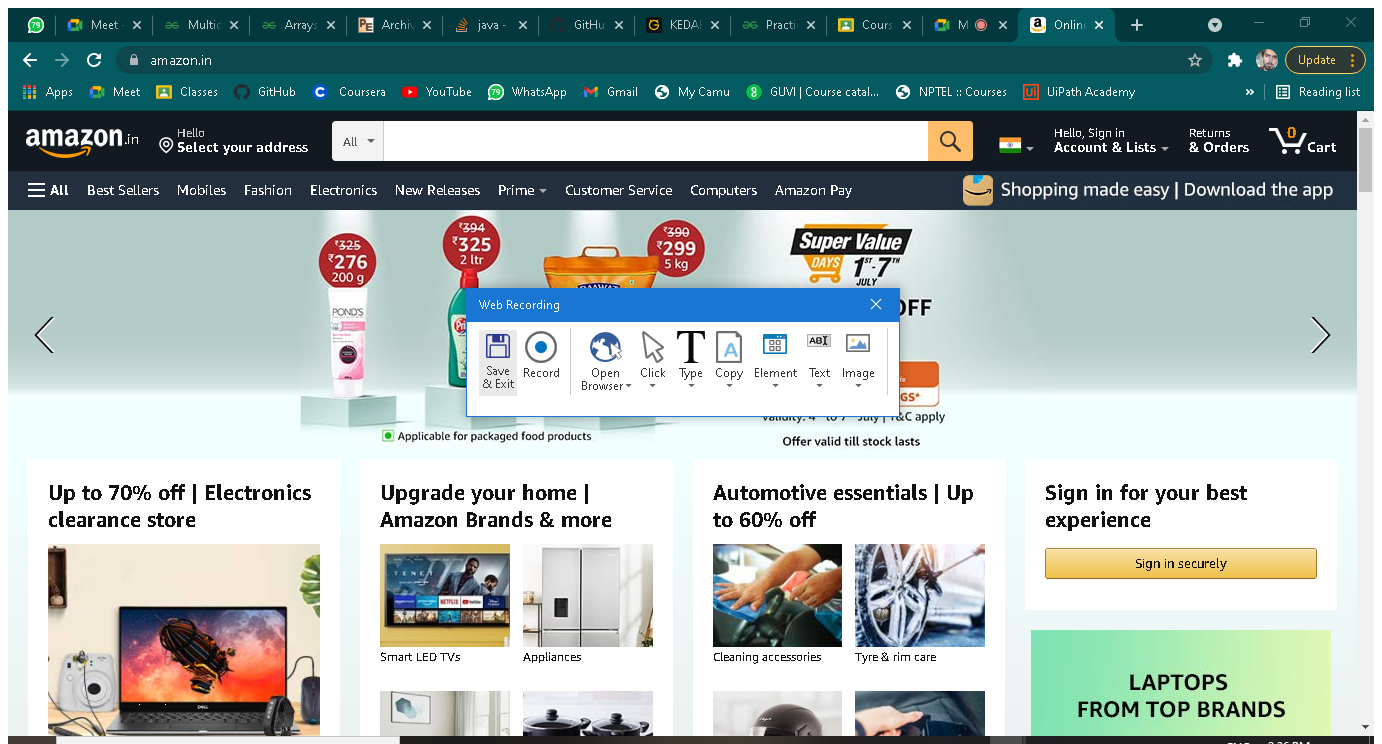 79 Meet - Multic Arrays Archiv java - GitHu KEDAR Practi Cours M Online
amazon.in Update
Apps Meet Classes GitHub Coursera YouTube WhatsApp Gmail My Camu GUVI | Course catal... NPTEL :: Courses UiPath Academy » Reading list
amazon.in Hello Select your address All Hello, Sign in Account & Lists Returns & Orders 0 Cart
All Best Sellers Mobiles Fashion Electronics New Releases Prime Customer Service Computers Amazon Pay Shopping made easy | Download the app
₹325
₹276
200 g
₹394
₹325
2 ltr
₹390
₹299
5 kg
Super Value
DAYS 1ST-7TH
JULY
OFF
POND'S
DAAWAT
Web Recording
Save & Exit
Record
Open Browser
Click
Type
Copy
Element
Text
Image
GS*
T&C apply
Applicable for packaged food products
Offer valid till stock lasts
Up to 70% off | Electronics
clearance store
Upgrade your home |
Amazon Brands & more
Automotive essentials | Up
to 60% off
Sign in for your best
experience
Sign in securely
TENET
NETFLIX
DELL
Smart LED TVs
Appliances
Cleaning accessories
Tyre & rim care
LAPTOPS
FROM TOP BRANDS